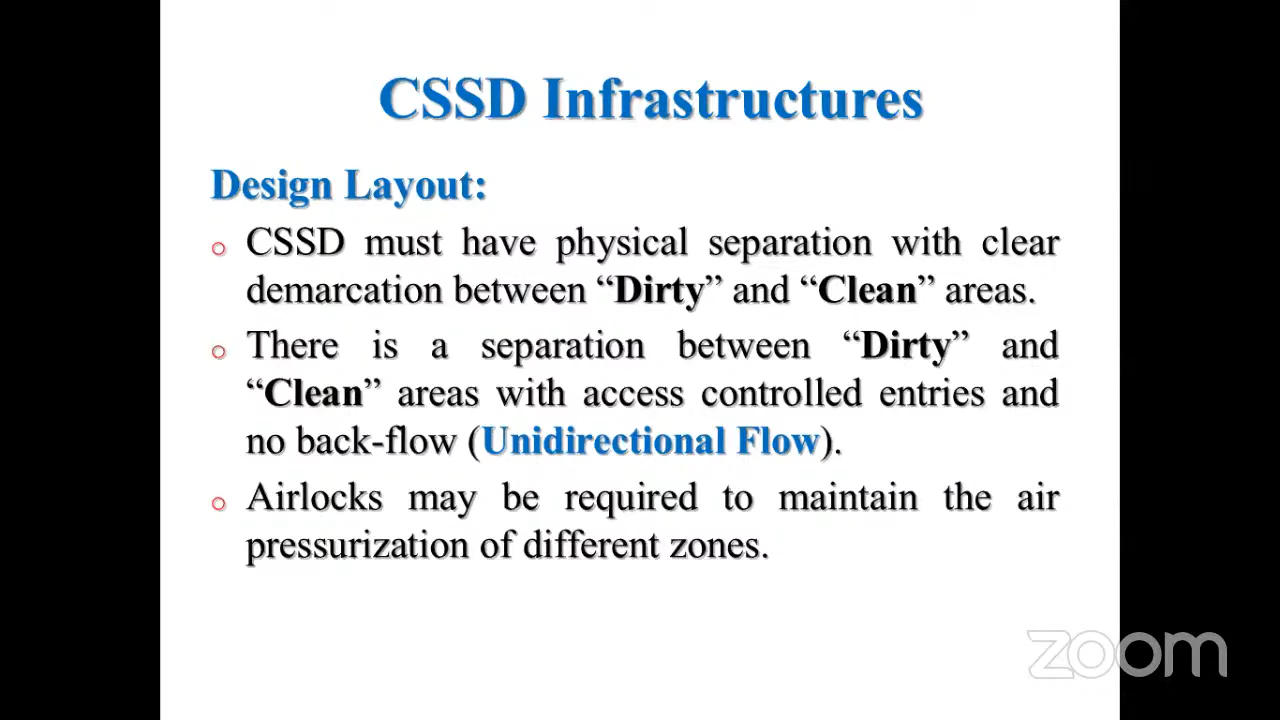 CSSD Infrastructures
Design Layout:
o CSSD must have physical separation with clear
demarcation between “Dirty” and “Clean” areas.
o There is a separation between “Dirty” and
“Clean” areas with access controlled entries and
no back-flow (Unidirectional Flow).
o Airlocks may be required to maintain the air
pressurization of different zones.
zoom